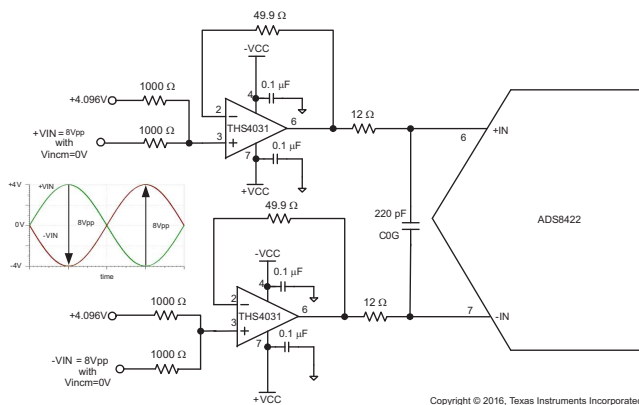 49.9 Ω
-VCC
0.1 µF
1000 Ω
+4.096V
4
2
THS4031
6
12 Ω
1000 Ω
+VIN = 8Vpp
with
Vincm=0V
3
7
0.1 µF
+VCC
6
+IN
+4V
+VIN
8Vpp
8Vpp
0V
-VIN
-4V
time
49.9 Ω
220 pF
C0G
ADS8422
-VCC
0.1 µF
1000 Ω
+4.096V
4
2
THS4031
6
12 Ω
7
-IN
3
7
0.1 µF
1000 Ω
-VIN = 8Vpp
with
Vincm=0V
+VCC
Copyright © 2016, Texas Instruments Incorporated